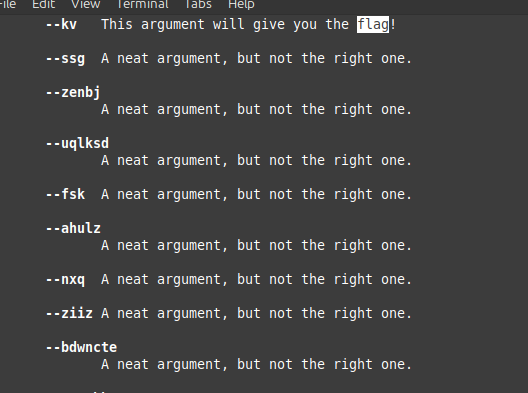 Edit View Terminal Tabs Help
--kv This argument will give you the flag!
--ssg A neat argument, but not the right one.
--zenbj
A neat argument, but not the right one.
--uqlksd
A neat argument, but not the right one.
--fsk A neat argument, but not the right one.
--ahulz
A neat argument, but not the right one.
--nxq A neat argument, but not the right one.
--ziiz A neat argument, but not the right one.
--bdwncte
A neat argument, but not the right one.